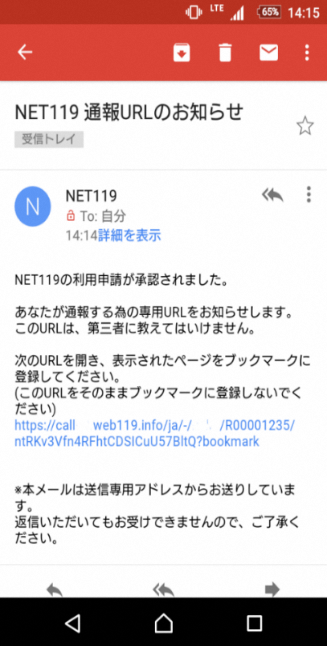 LTE 65% 14:15
NET119 通報URLのお知らせ
受信トレイ
N
NET119
To: 自分
14:14詳細を表示
NET119の利用申請が承認されました。
あなたが通報する為の専用URLをお知らせします。
このURLは、第三者に教えてはいけません。
次のURLを開き、表示されたページをブックマークに
登録してください。
(このURLをそのままブックマークに登録しないでく
ださい)
https://call web119.info/ja/-/ /R00001235/
ntRKv3Vfn4RFhtCDSICuU57BltQ?bookmark
※本メールは送信専用アドレスからお送りしていま
す。
返信いただいてもお受けできませんので、ご了承く
ださい。